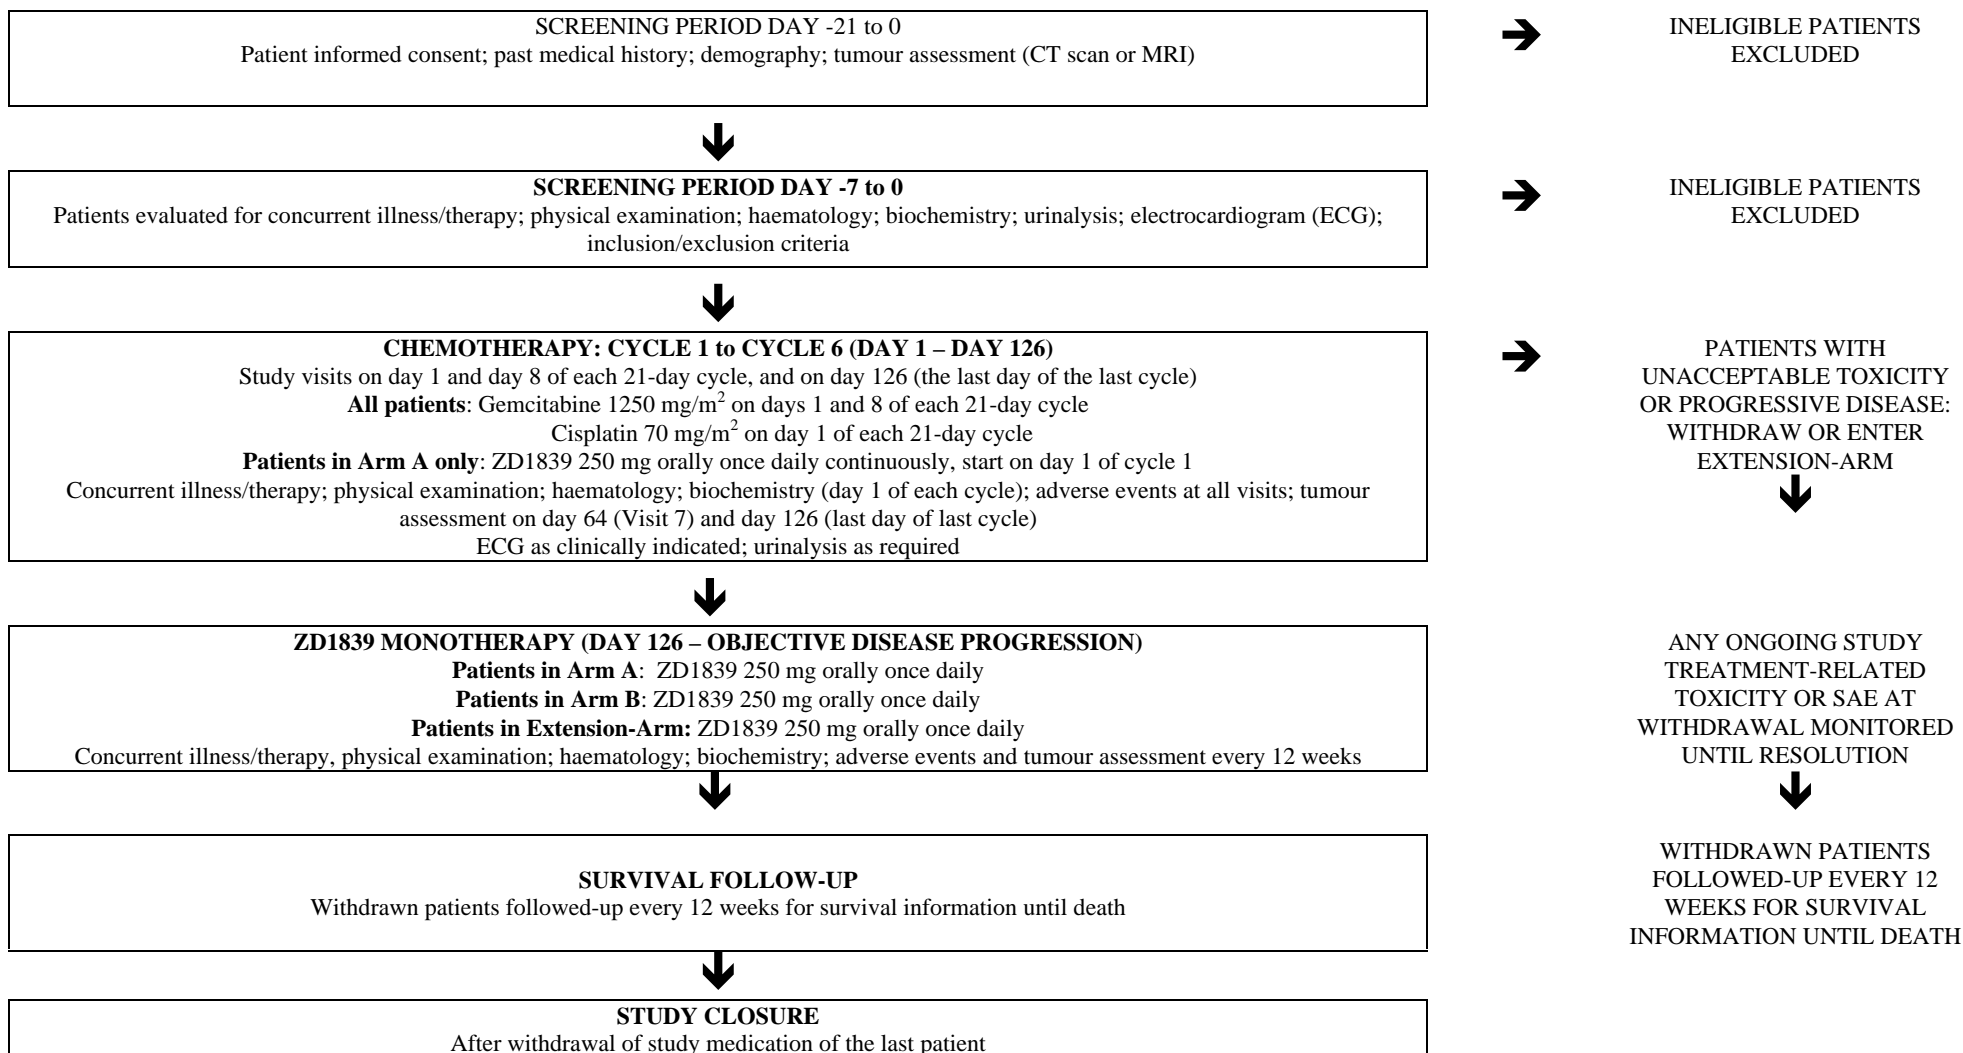 SCREENING PERIOD DAY -21 to 0
Patient informed consent; past medical history; demography; tumour assessment (CT scan or MRI)
INELIGIBLE PATIENTS
EXCLUDED
SCREENING PERIOD DAY -7 to 0
Patients evaluated for concurrent illness/therapy; physical examination; haematology; biochemistry; urinalysis; electrocardiogram (ECG);
inclusion/exclusion criteria
INELIGIBLE PATIENTS
EXCLUDED
CHEMOTHERAPY: CYCLE 1 to CYCLE 6 (DAY 1 – DAY 126)
Study visits on day 1 and day 8 of each 21-day cycle, and on day 126 (the last day of the last cycle)
All patients: Gemcitabine 1250 mg/m² on days 1 and 8 of each 21-day cycle
Cisplatin 70 mg/m² on day 1 of each 21-day cycle
Patients in Arm A only: ZD1839 250 mg orally once daily continuously, start on day 1 of cycle 1
Concurrent illness/therapy; physical examination; haematology; biochemistry (day 1 of each cycle); adverse events at all visits; tumour
assessment on day 64 (Visit 7) and day 126 (last day of last cycle)
ECG as clinically indicated; urinalysis as required
PATIENTS WITH
UNACCEPTABLE TOXICITY
OR PROGRESSIVE DISEASE:
WITHDRAW OR ENTER
EXTENSION-ARM
ZD1839 MONOTHERAPY (DAY 126 – OBJECTIVE DISEASE PROGRESSION)
Patients in Arm A: ZD1839 250 mg orally once daily
Patients in Arm B: ZD1839 250 mg orally once daily
Patients in Extension-Arm: ZD1839 250 mg orally once daily
Concurrent illness/therapy, physical examination; haematology; biochemistry; adverse events and tumour assessment every 12 weeks
ANY ONGOING STUDY
TREATMENT-RELATED
TOXICITY OR SAE AT
WITHDRAWAL MONITORED
UNTIL RESOLUTION
SURVIVAL FOLLOW-UP
Withdrawn patients followed-up every 12 weeks for survival information until death
WITHDRAWN PATIENTS
FOLLOWED-UP EVERY 12
WEEKS FOR SURVIVAL
INFORMATION UNTIL DEATH
STUDY CLOSURE
After withdrawal of study medication of the last patient